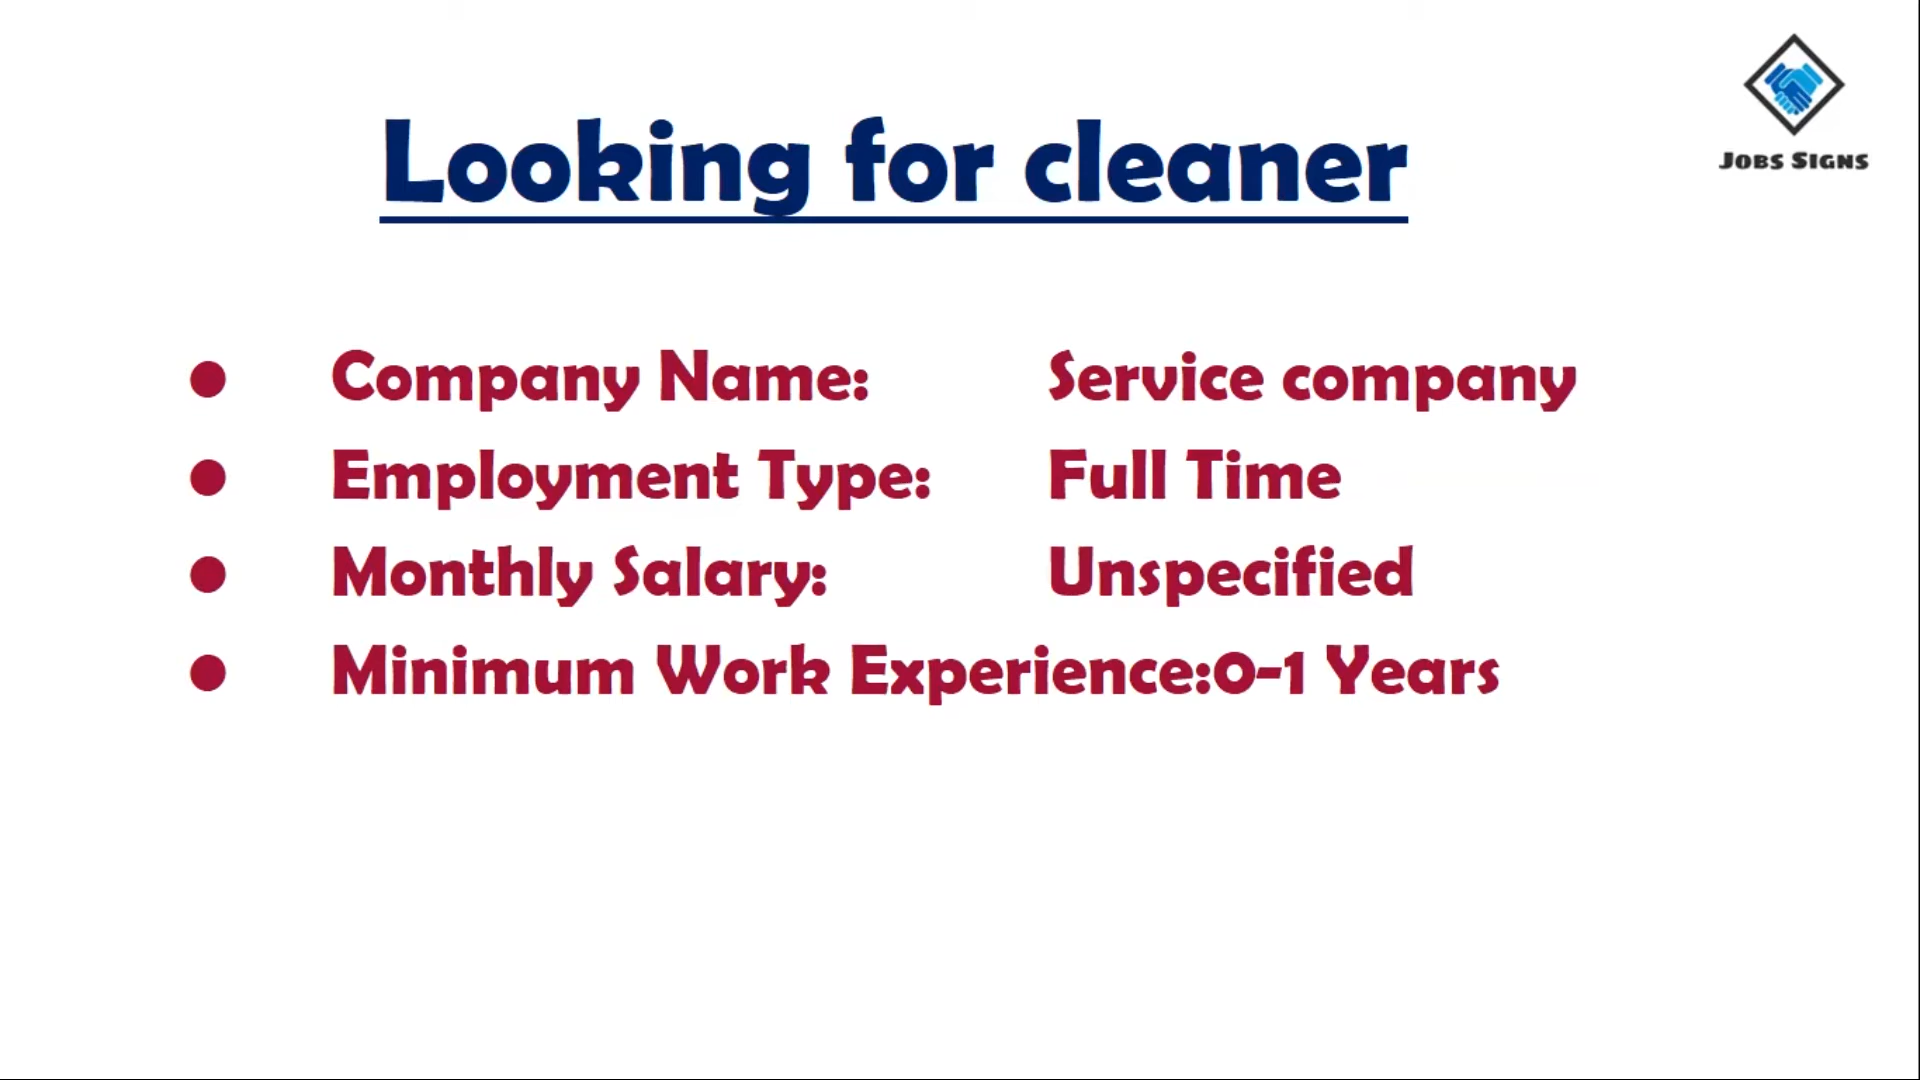 Jobs Signs
Looking for cleaner
● Company Name: Service company
● Employment Type: Full Time
● Monthly Salary: Unspecified
● Minimum Work Experience:0-1 Years